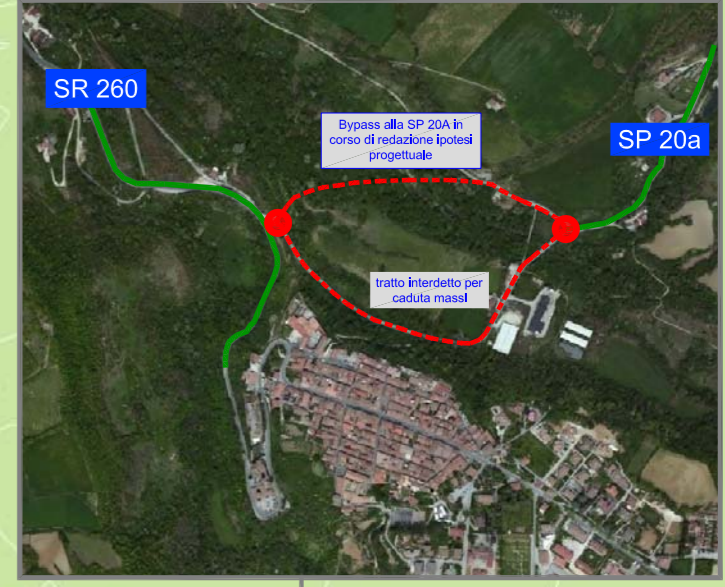 SR 260
Bypass alla SP 20A in
corso di redazione ipotesi
progettuale
SP 20a
tratto interdetto per
caduta massi